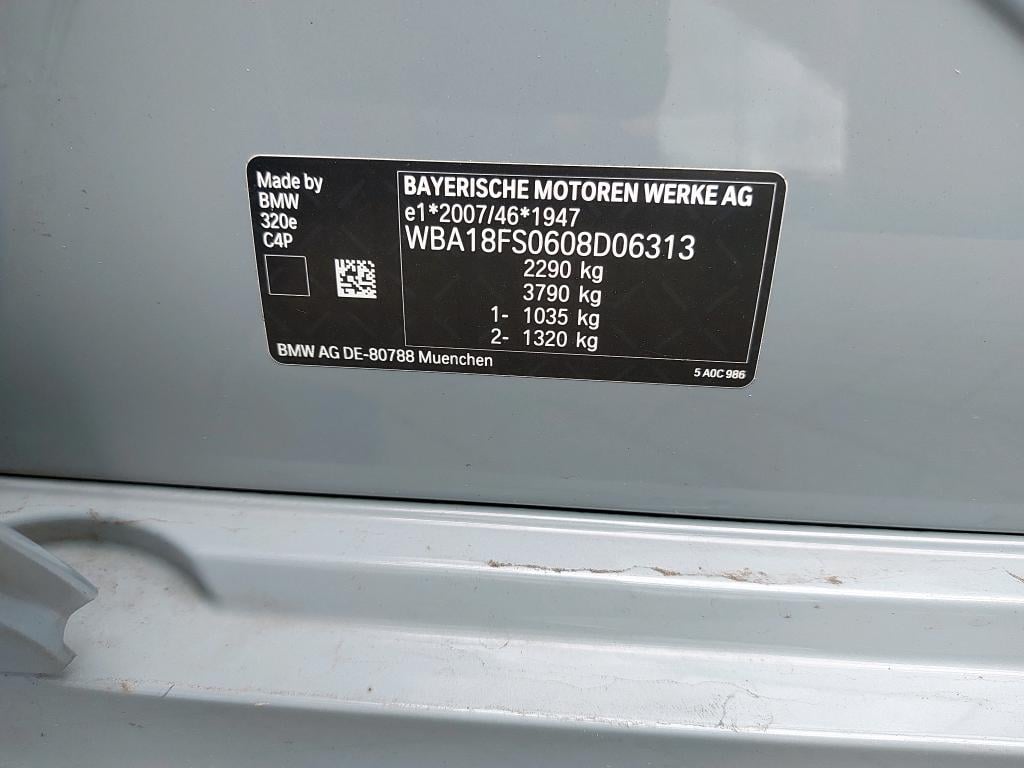 Made by
BMW
320e
C4P
BAYERISCHE MOTOREN WERKE AG
e1*2007/46*1947
WBA18FS0608D06313
2290 kg
3790 kg
1- 1035 kg
2- 1320 kg
BMW AG DE-80788 Muenchen
5 A0C 986